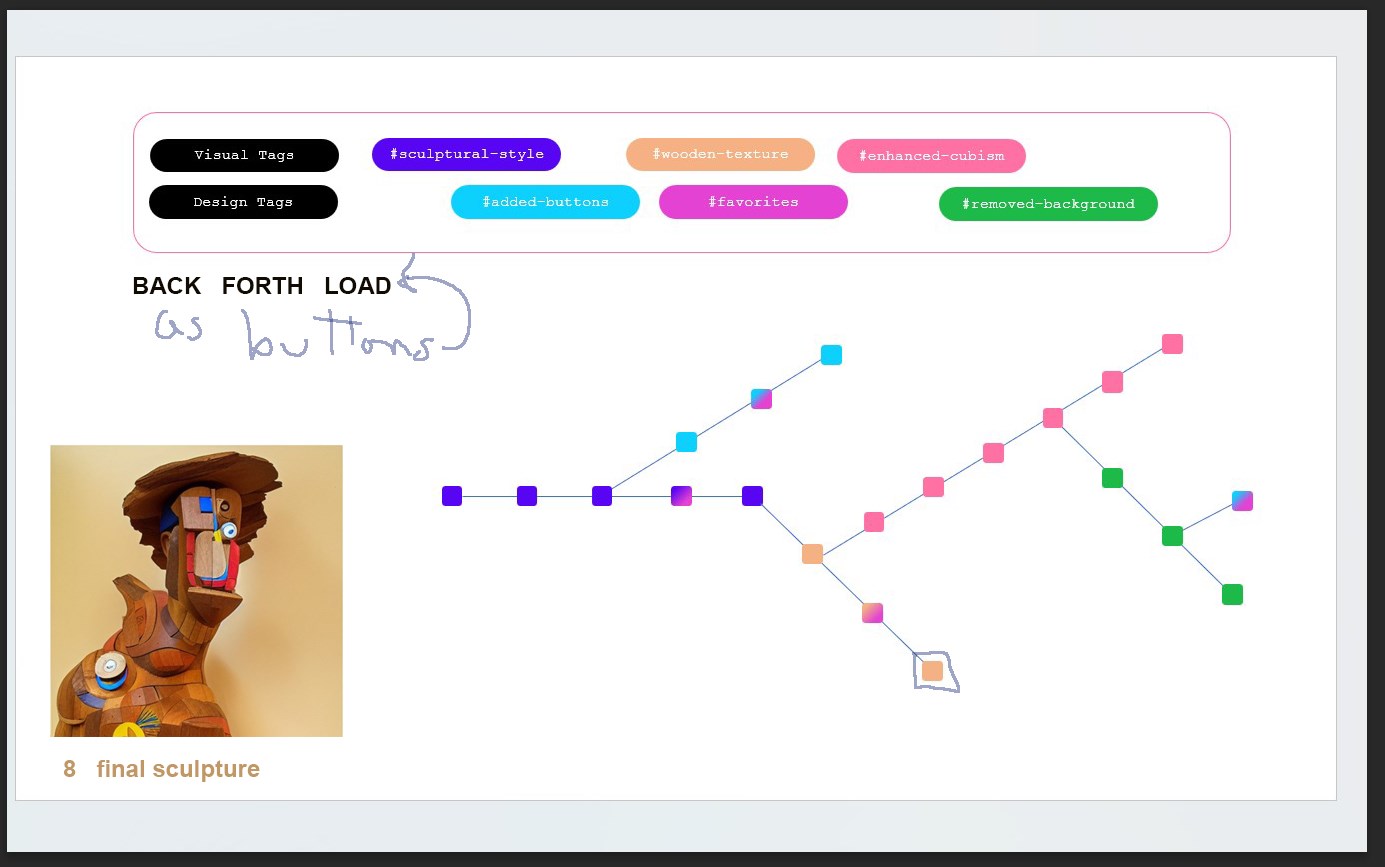 Visual Tags #sculptural-style #wooden-texture #enhanced-cubism
Design Tags #added-buttons #favorites #removed-background
BACK FORTH LOAD
as buttons
8 final sculpture